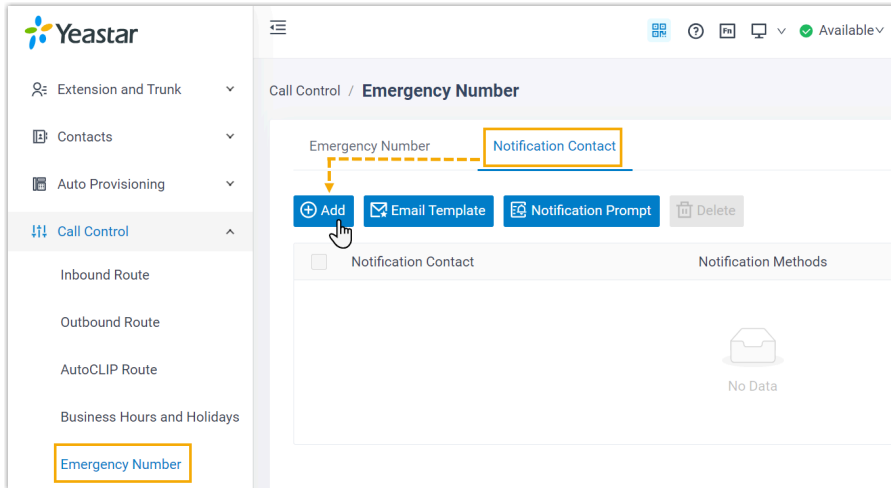 Yeastar
Fn
Available
Extension and Trunk
Contacts
Auto Provisioning
Call Control
Inbound Route
Outbound Route
AutoCLIP Route
Business Hours and Holidays
Emergency Number
Call Control / Emergency Number
Emergency Number
Notification Contact
Add
Email Template
Notification Prompt
Delete
Notification Contact
Notification Methods
No Data